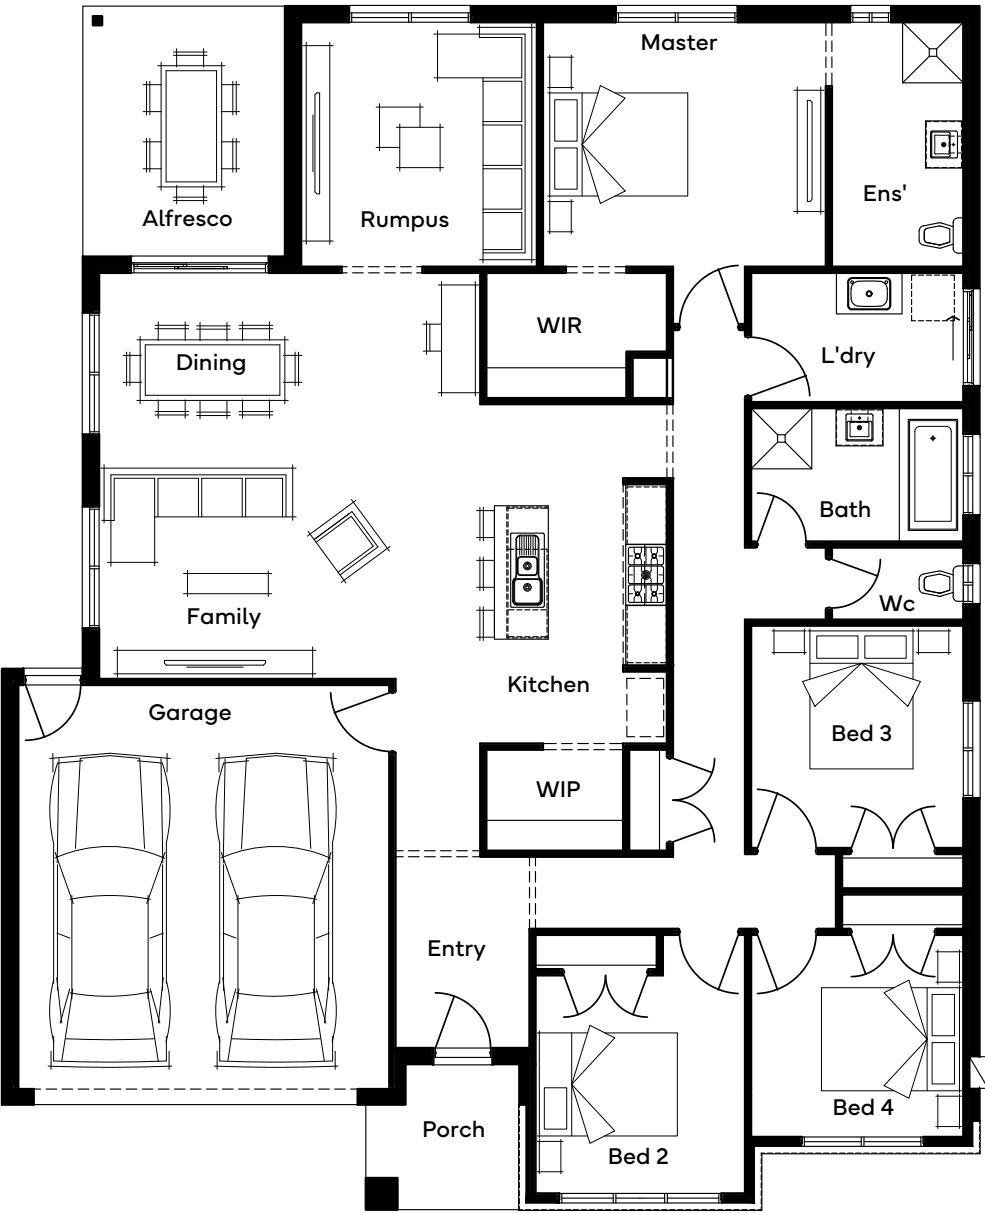 Master
Ens'
Alfresco
Rumpus
WIR
Dining
L'dry
Bath
Wc
Family
Kitchen
Garage
Bed 3
WIP
Entry
Bed 4
Porch
Bed 2